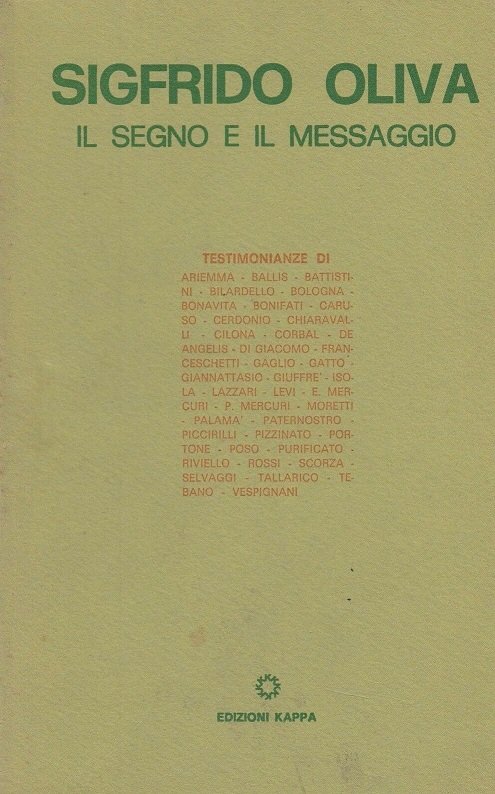 SIGFRIDO OLIVA
IL SEGNO E IL MESSAGGIO
TESTIMONIANZE DI
ARIEMMA - BALLIS - BATTISTI-
NI - BILARDELLO - BOLOGNA -
BONAVITA - BONIFATI - CARU-
SO - CERDONIO - CHIARAVAL-
LI - CILONA - CORBAL - DE
ANGELIS - DI GIACOMO - FRAN-
CESCHETTI - GAGLIO - GATTO -
GIANNATTASIO - GIUFFRE' - ISO-
LA - LAZZARI - LEVI - E. MER-
CURI - P. MERCURI - MORETTI
- PALAMA' - PATERNOSTRO -
PICCIRILLI - PIZZINATO - POR-
TONE - POSO - PURIFICATO -
RIVIELLO - ROSSI - SCORZA -
SELVAGGI - TALLARICO - TE-
BANO - VESPIGNANI
EDIZIONI KAPPA